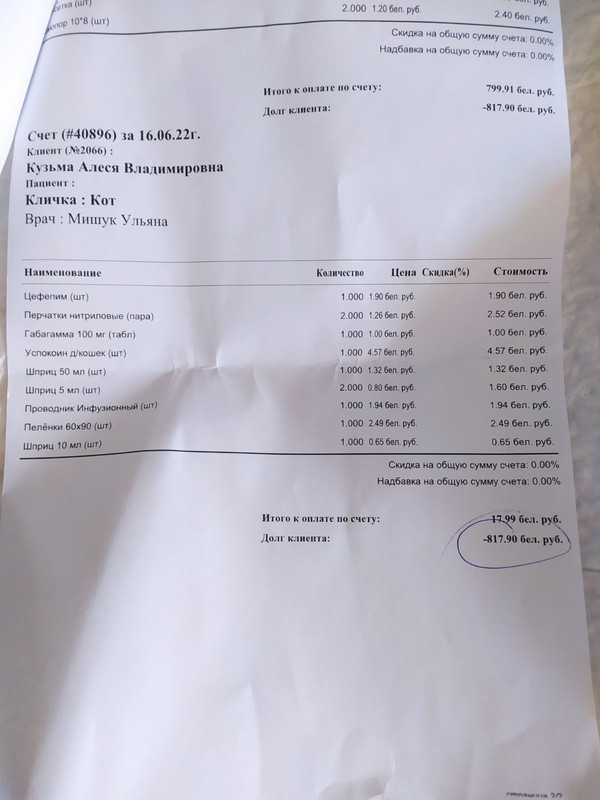 (шт) 2.000 1.20 бел. руб. 2.40 бел. руб.
10*8 (шт)
Скидка на общую сумму счета: 0.00%
Надбавка на общую сумму счета: 0.00%
Итого к оплате по счету: 799.91 бел. руб.
Долг клиента: -817.90 бел. руб.
Счет (#40896) за 16.06.22г.
Клиент (№2066) :
Кузьма Алеся Владимировна
Пациент :
Кличка : Кот
Врач : Мишук Ульяна
Наименование Количество Цена Скидка(%) Стоимость
Цефепим (шт) 1.000 1.90 бел. руб. 1.90 бел. руб.
Перчатки нитриловые (пара) 2.000 1.26 бел. руб. 2.52 бел. руб.
Габагамма 100 мг (табл) 1.000 1.00 бел. руб. 1.00 бел. руб.
Успокоин д/кошек (шт) 1.000 4.57 бел. руб. 4.57 бел. руб.
Шприц 50 мл (шт) 1.000 1.32 бел. руб. 1.32 бел. руб.
Шприц 5 мл (шт) 2.000 0.80 бел. руб. 1.60 бел. руб.
Проводник Инфузионный (шт) 1.000 1.94 бел. руб. 1.94 бел. руб.
Пелёнки 60х90 (шт) 1.000 2.49 бел. руб. 2.49 бел. руб.
Шприц 10 мл (шт) 1.000 0.65 бел. руб. 0.65 бел. руб.
Скидка на общую сумму счета: 0.00%
Надбавка на общую сумму счета: 0.00%
Итого к оплате по счету: 17.99 бел. руб.
Долг клиента: -817.90 бел. руб.